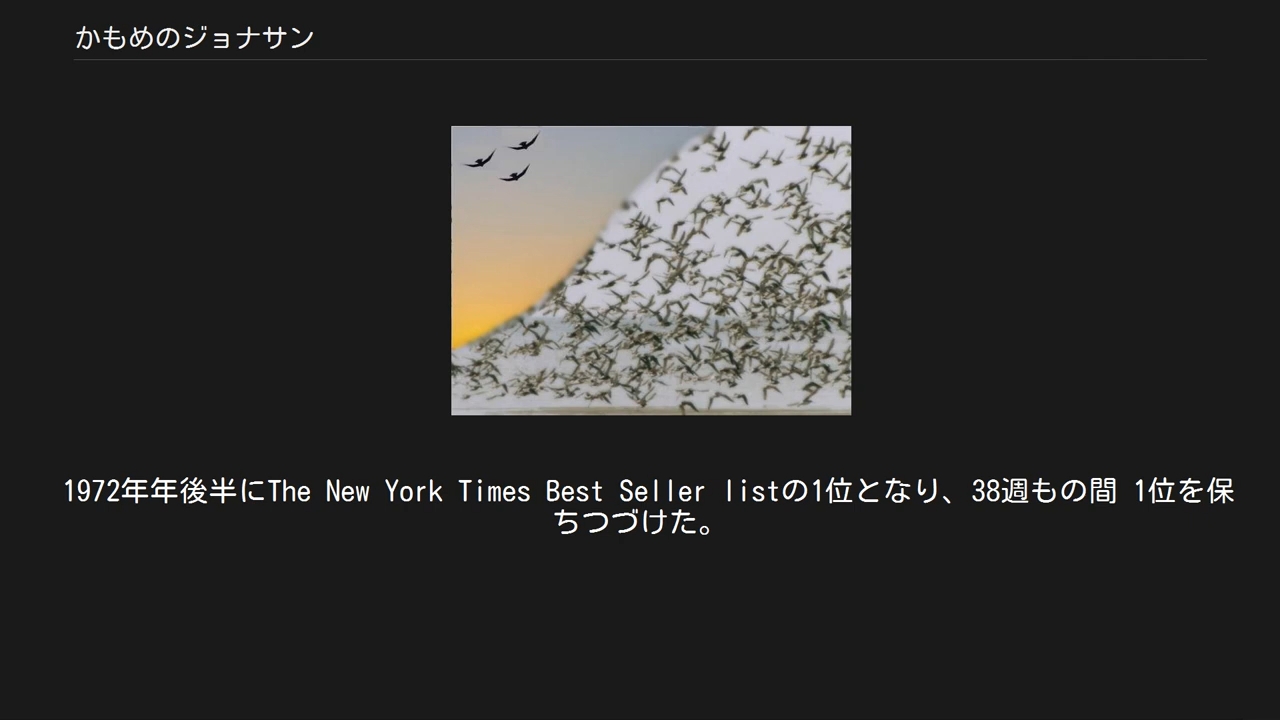 かもめのジョナサン
1972年年後半にThe New York Times Best Seller listの1位となり、38週もの間 1位を保
ちつづけた。